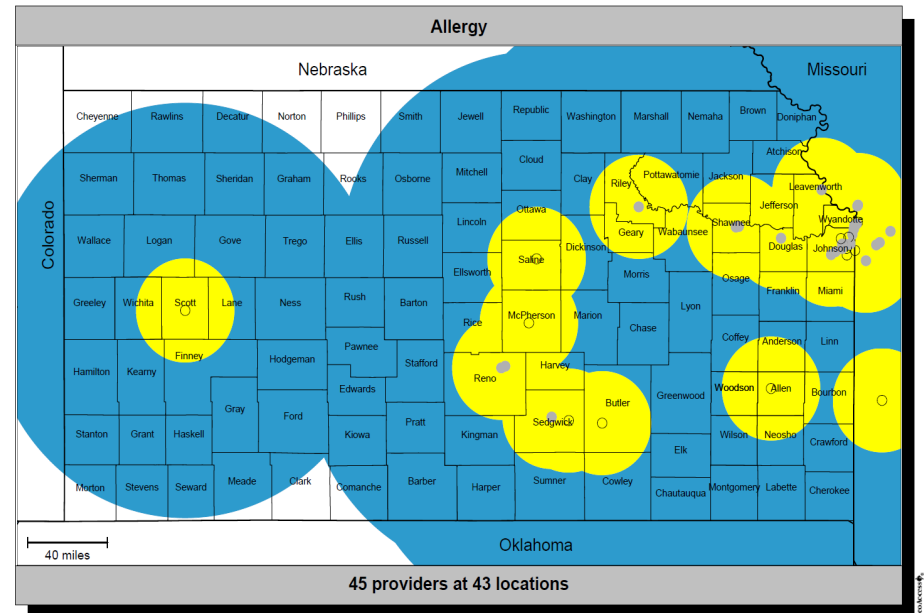 Allergy
Nebraska
Missouri
Colorado
Cheyenne Rawlins Decatur Norton Phillips Smith Jewell Republic Washington Marshall Nemaha Brown Doniphan
Atchison
Sherman Thomas Sheridan Graham Rooks Osborne Mitchell Cloud Clay Riley Pottawatomie Jackson Jefferson Leavenworth
Wyandotte
Ottawa
Lincoln
Wallace Logan Gove Trego Ellis Russell Dickinson Geary Wabaunsee Shawnee Douglas Johnson
Ellsworth Saline Morris Osage
Greeley Wichita Scott Lane Ness Rush Barton Rice McPherson Marion Chase Lyon Franklin Miami
Coffey Anderson Linn
Hamilton Kearny Finney Hodgeman Pawnee Stafford Reno Harvey
Edwards Butler Greenwood Woodson Allen Bourbon
Gray Ford Sedgwick
Stanton Grant Haskell Kiowa Pratt Kingman Elk Wilson Neosho Crawford
Morton Stevens Seward Meade Clark Comanche Barber Harper Sumner Cowley Chautauqua Montgomery Labette Cherokee
40 miles
Oklahoma
45 providers at 43 locations